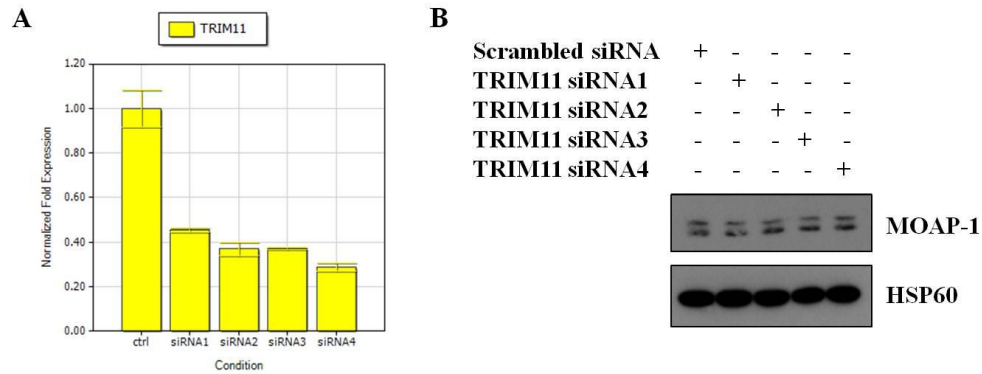 A
TRIM11
1.20
1.00
0.80
0.60
0.40
0.20
0.00
Normalized Fold Expression
ctrl siRNA1 siRNA2 siRNA3 siRNA4
Condition
B
Scrambled siRNA + - - - -
TRIM11 siRNA1 - + - - -
TRIM11 siRNA2 - - + - -
TRIM11 siRNA3 - - - + -
TRIM11 siRNA4 - - - - +
MOAP-1
HSP60